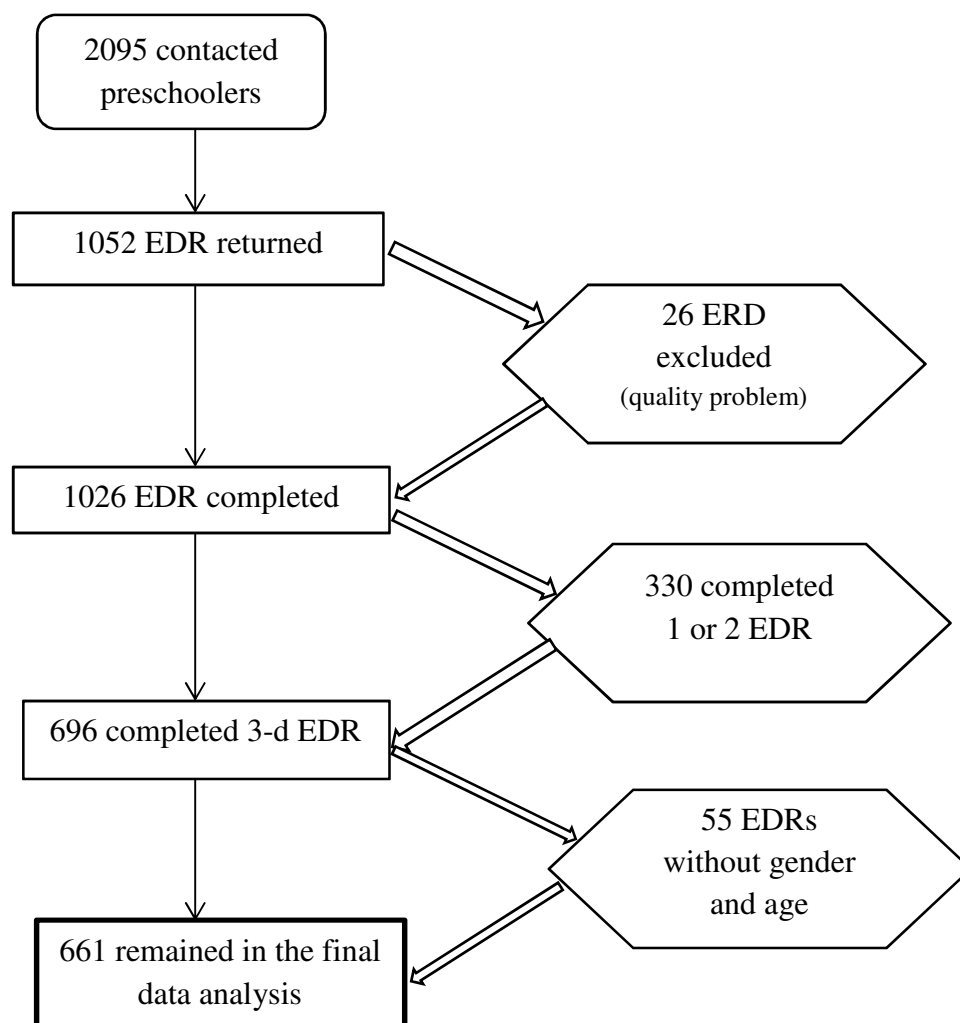 2095 contacted
preschoolers
1052 EDR returned
26 ERD
excluded
(quality problem)
1026 EDR completed
330 completed
1 or 2 EDR
696 completed 3-d EDR
55 EDRs
without gender
and age
661 remained in the final
data analysis